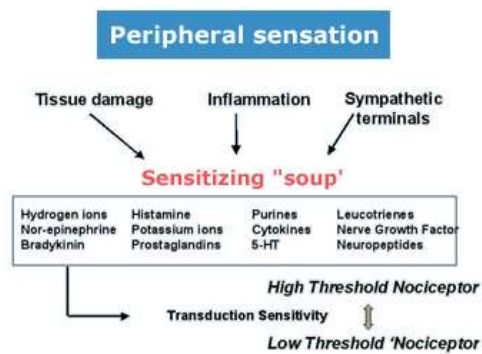 Peripheral sensation
Tissue damage
Inflammation
Sympathetic
terminals
Sensitizing "soup'
Hydrogen ions Histamine Purines Leucotrienes
Nor-epinephrine Potassium ions Cytokines Nerve Growth Factor
Bradykinin Prostaglandins 5-HT Neuropeptides
High Threshold Nociceptor
Transduction Sensitivity
Low Threshold 'Nociceptor